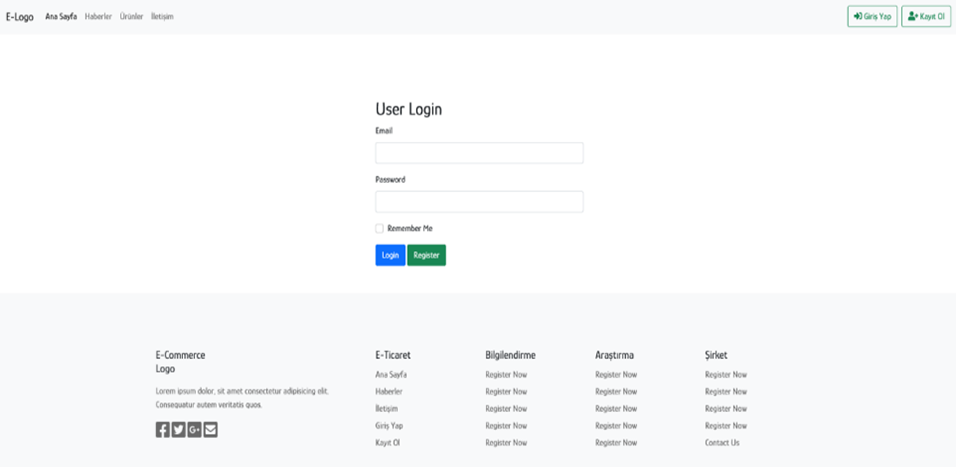 E-Logo Ana Sayfa Haberler Ürünler İletişim Giriş Yap Kayıt Ol
User Login
Email
Password
Remember Me
Login Register
E-Commerce
Logo
Lorem ipsum dolor, sit amet consectetur adipisicing elit.
Consequatur autem veritatis quos.
E-Ticaret
Ana Sayfa
Haberler
İletişim
Giriş Yap
Kayıt Ol
Bilgilendirme
Register Now
Register Now
Register Now
Register Now
Register Now
Araştırma
Register Now
Register Now
Register Now
Register Now
Register Now
Şirket
Register Now
Register Now
Register Now
Register Now
Contact Us